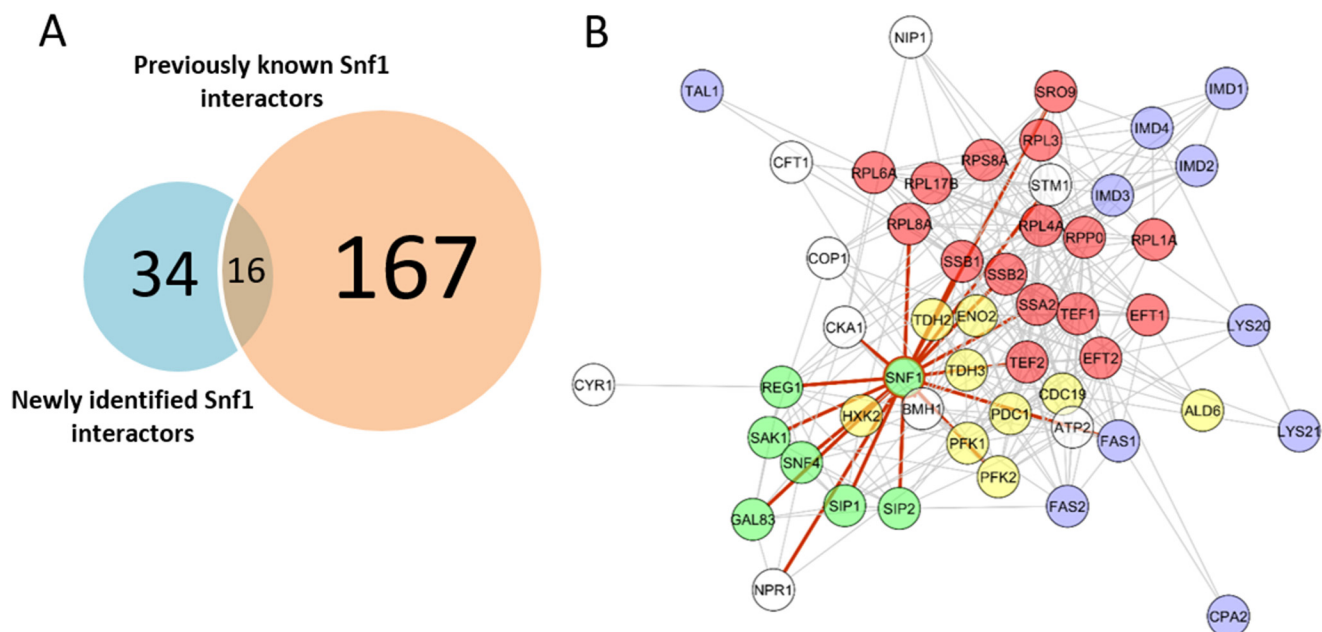 A
Previously known Snf1
interactors
34
16
167
Newly identified Snf1
interactors
B
NIP1
TAL1
SRO9
IMD1
IMD4
RPL3
CFT1
RPS8A
IMD2
RPL6A
RPL17B
STM1
IMD3
RPL8A
RPL4A
RPP0
RPL1A
COP1
SSB1
SSB2
SSA2
TEF1
EFT1
TDH2
ENO2
CKA1
LYS20
TEF2
EFT2
TDH3
SNF1
CYR1
REG1
CDC19
HXK2
BMH1
PDC1
ALD6
ATP2
SAK1
PFK1
FAS1
LYS21
SNF4
PFK2
GAL83
SIP1
SIP2
FAS2
NPR1
CPA2